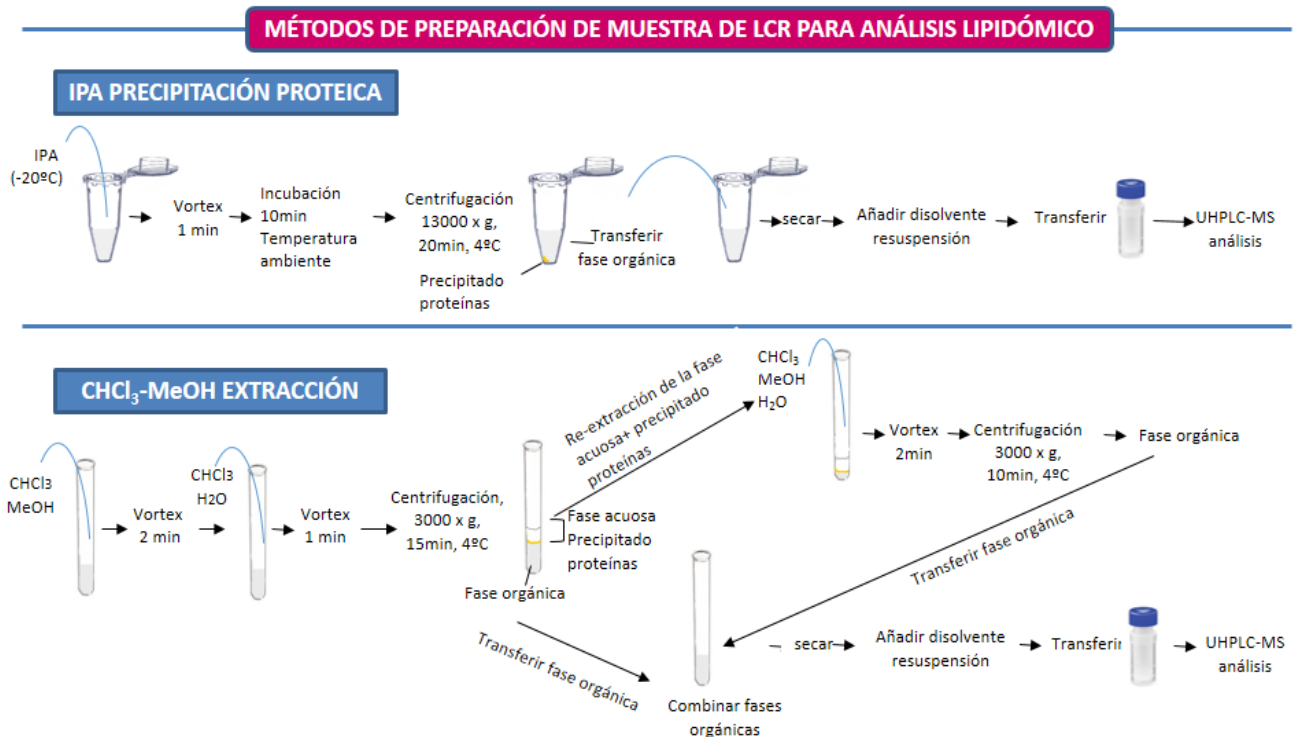 MÉTODOS DE PREPARACIÓN DE MUESTRA DE LCR PARA ANÁLISIS LIPIDÓMICO
IPA PRECIPITACIÓN PROTEICA
IPA
(-20ºC)
Vortex
1 min
Incubación
10min
Temperatura
ambiente
Centrifugación
13000 x g,
20min, 4ºC
Precipitado
proteínas
Transferir
fase orgánica
secar
Añadir disolvente
resuspensión
Transferir
UHPLC-MS
análisis
CHCl₃-MeOH EXTRACCIÓN
CHCl3
MeOH
Vortex
2 min
CHCl3
H2O
Vortex
1 min
Centrifugación,
3000 x g,
15min, 4ºC
Fase acuosa
Precipitado
proteínas
Fase orgánica
Re-extracción de la fase
acuosa+ precipitado
proteínas
CHCl₃
MeOH
H₂O
Vortex
2min
Centrifugación
3000 x g,
10min, 4ºC
Fase orgánica
Transferir fase orgánica
Transferir fase orgánica
Combinar fases
orgánicas
secar
Añadir disolvente
resuspensión
Transferir
UHPLC-MS
análisis